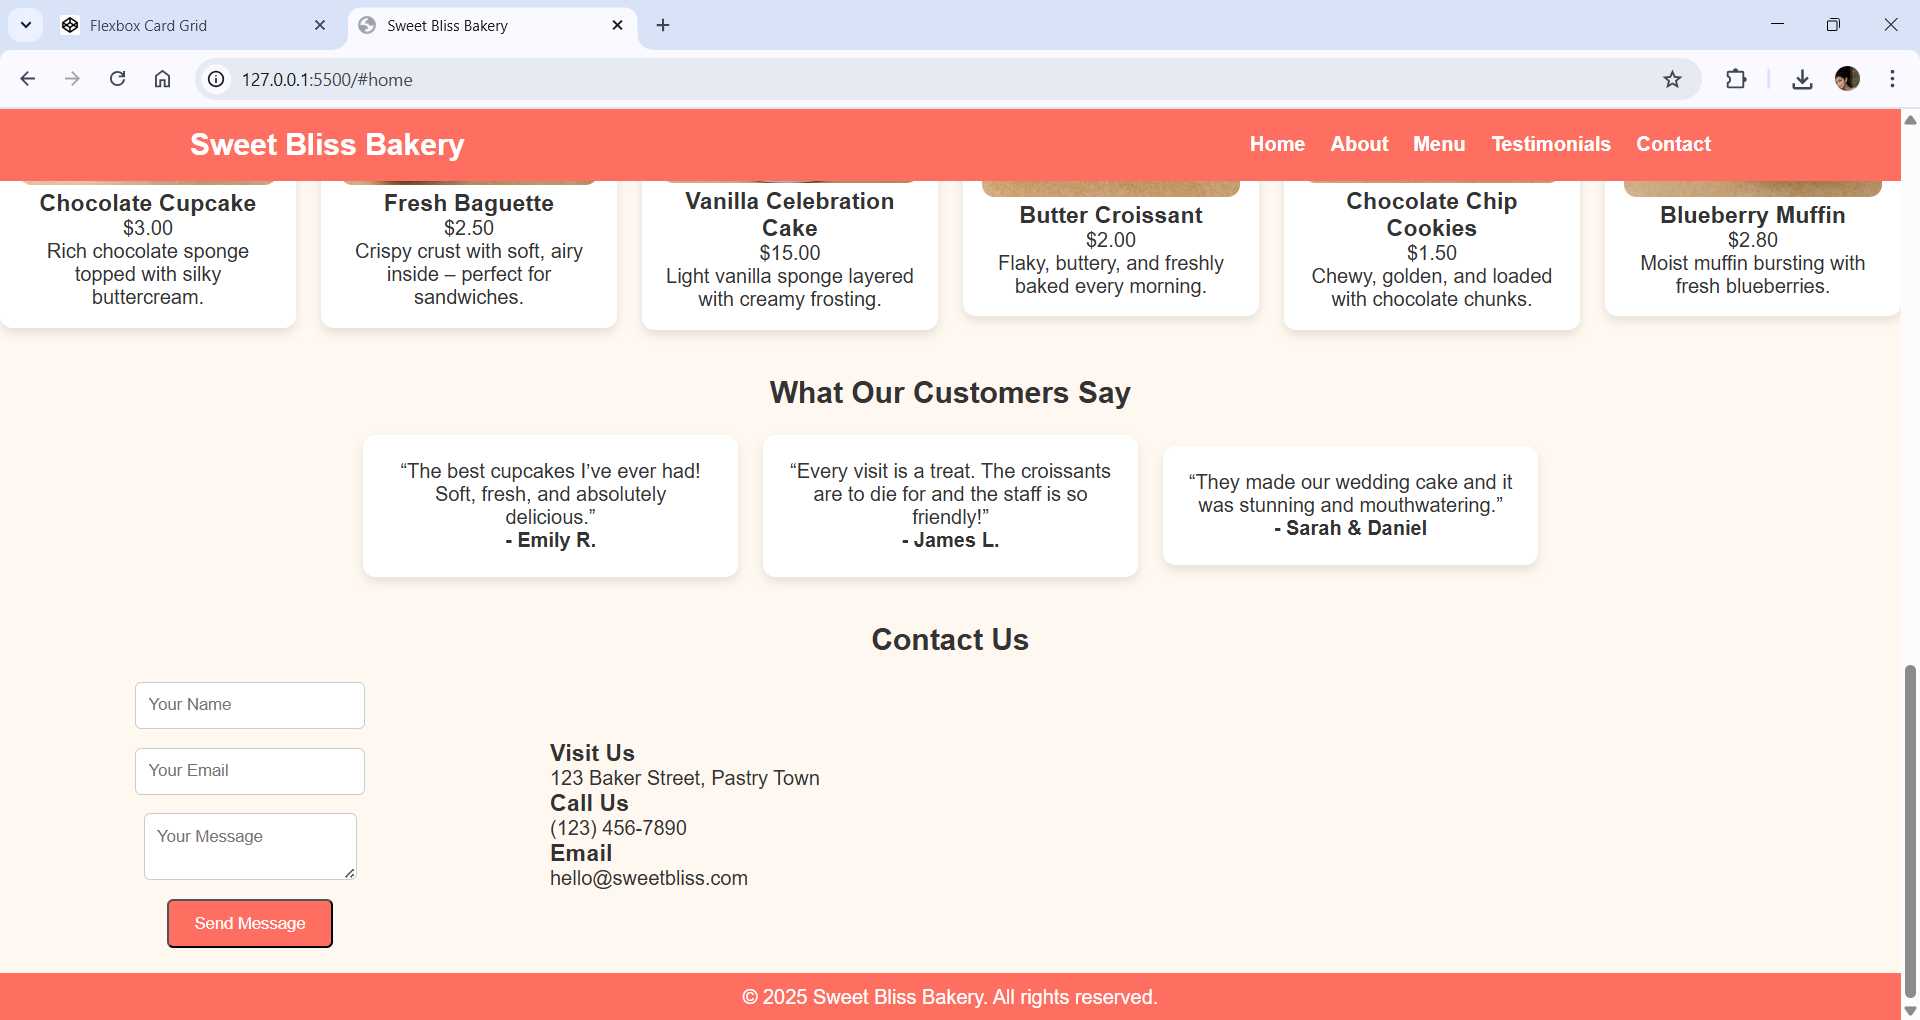 Flexbox Card Grid
Sweet Bliss Bakery
127.0.0.1:5500/#home
Sweet Bliss Bakery
Home About Menu Testimonials Contact
Chocolate Cupcake
$3.00
Rich chocolate sponge
topped with silky
buttercream.
Fresh Baguette
$2.50
Crispy crust with soft, airy
inside – perfect for
sandwiches.
Vanilla Celebration
Cake
$15.00
Light vanilla sponge layered
with creamy frosting.
Butter Croissant
$2.00
Flaky, buttery, and freshly
baked every morning.
Chocolate Chip
Cookies
$1.50
Chewy, golden, and loaded
with chocolate chunks.
Blueberry Muffin
$2.80
Moist muffin bursting with
fresh blueberries.
What Our Customers Say
“The best cupcakes I’ve ever had!
Soft, fresh, and absolutely
delicious.”
- Emily R.
“Every visit is a treat. The croissants
are to die for and the staff is so
friendly!”
- James L.
“They made our wedding cake and it
was stunning and mouthwatering.”
- Sarah & Daniel
Contact Us
Your Name
Your Email
Your Message
Send Message
Visit Us
123 Baker Street, Pastry Town
Call Us
(123) 456-7890
Email
hello@sweetbliss.com
© 2025 Sweet Bliss Bakery. All rights reserved.